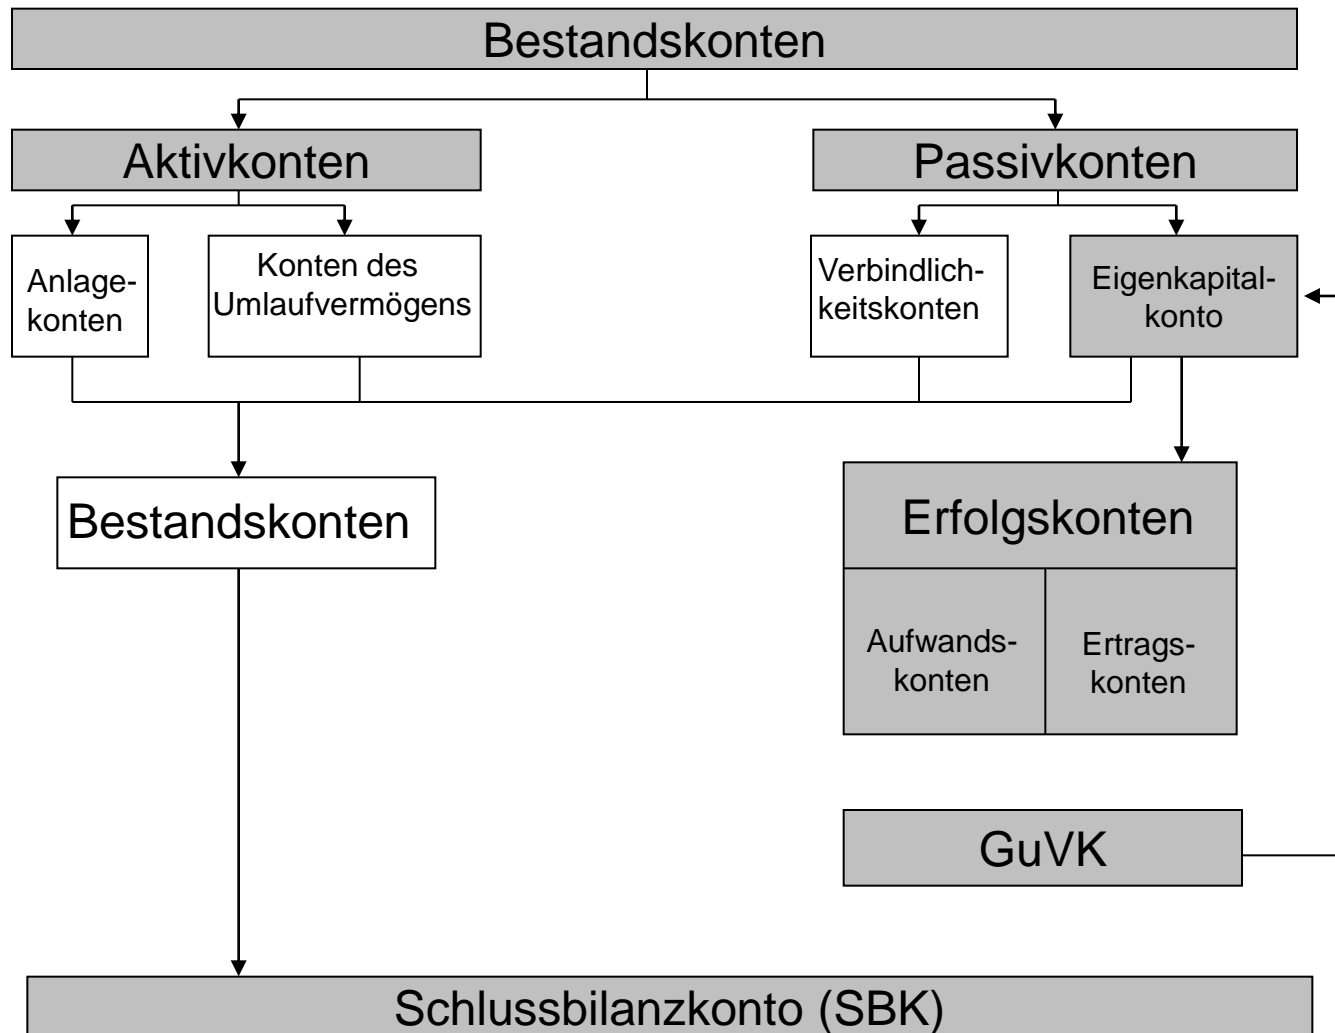 Bestandskonten
Aktivkonten
Passivkonten
Anlage-
konten
Konten des
Umlaufvermögens
Verbindlich-
keitskonten
Eigenkapital-
konto
Bestandskonten
Erfolgskonten
Aufwands-
konten
Ertrags-
konten
GuVK
Schlussbilanzkonto (SBK)